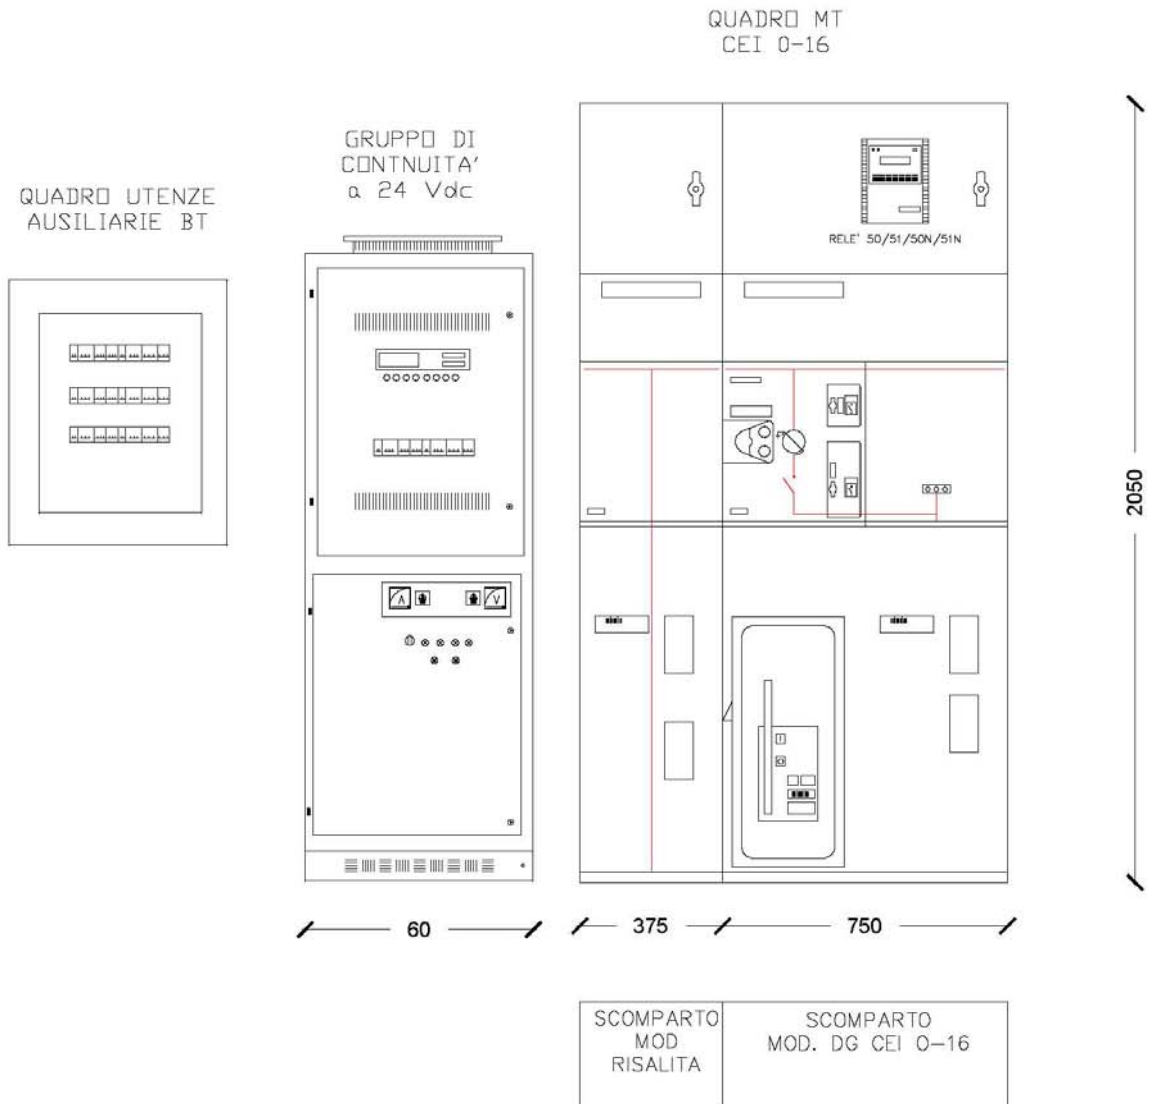 QUADRO MT
CEI 0-16
GRUPPO DI
CONTNUITA'
a 24 Vdc
QUADRO UTENZE
AUSILIARIE BT
RELE' 50/51/50N/51N
A
V
2050
60
375
750
SCOMPARTO
MOD
RISALITA
SCOMPARTO
MOD. DG CEI 0-16